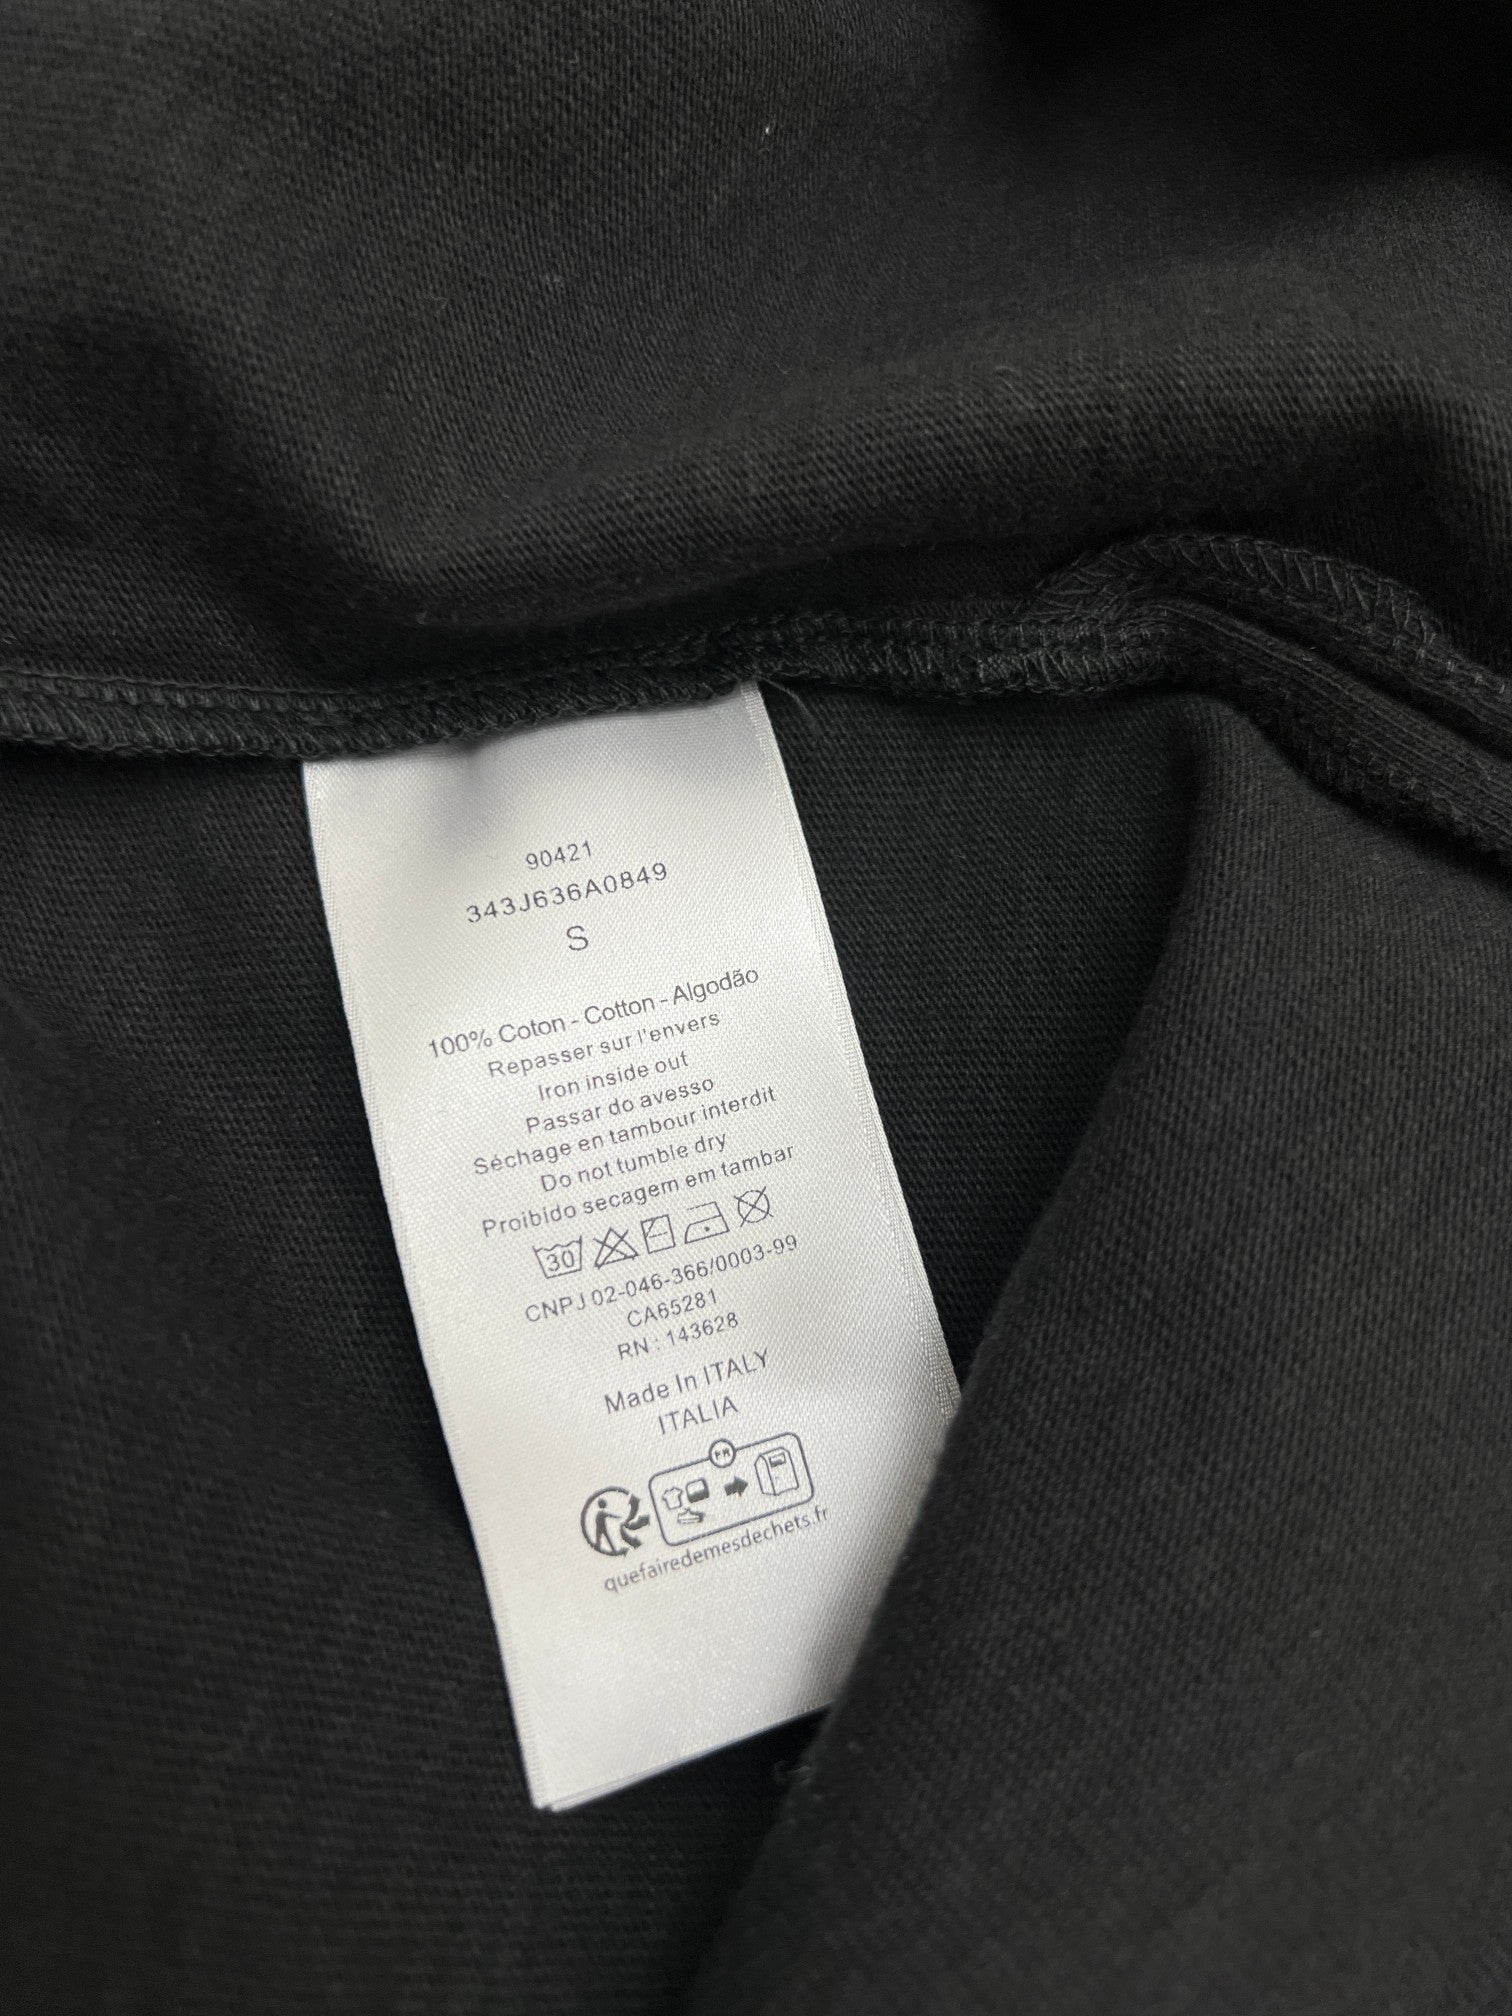 90421
343J636A0849
S
100% Coton - Cotton - Algodão
Repasser sur l'envers
Iron inside out
Passar do avesso
Séchage en tambour interdit
Do not tumble dry
Proibido secagem em tambar
30
CNPJ 02-046-366/0003-99
CA65281
RN : 143628
Made In ITALY
ITALIA
FR
quefairedemesdechets.fr